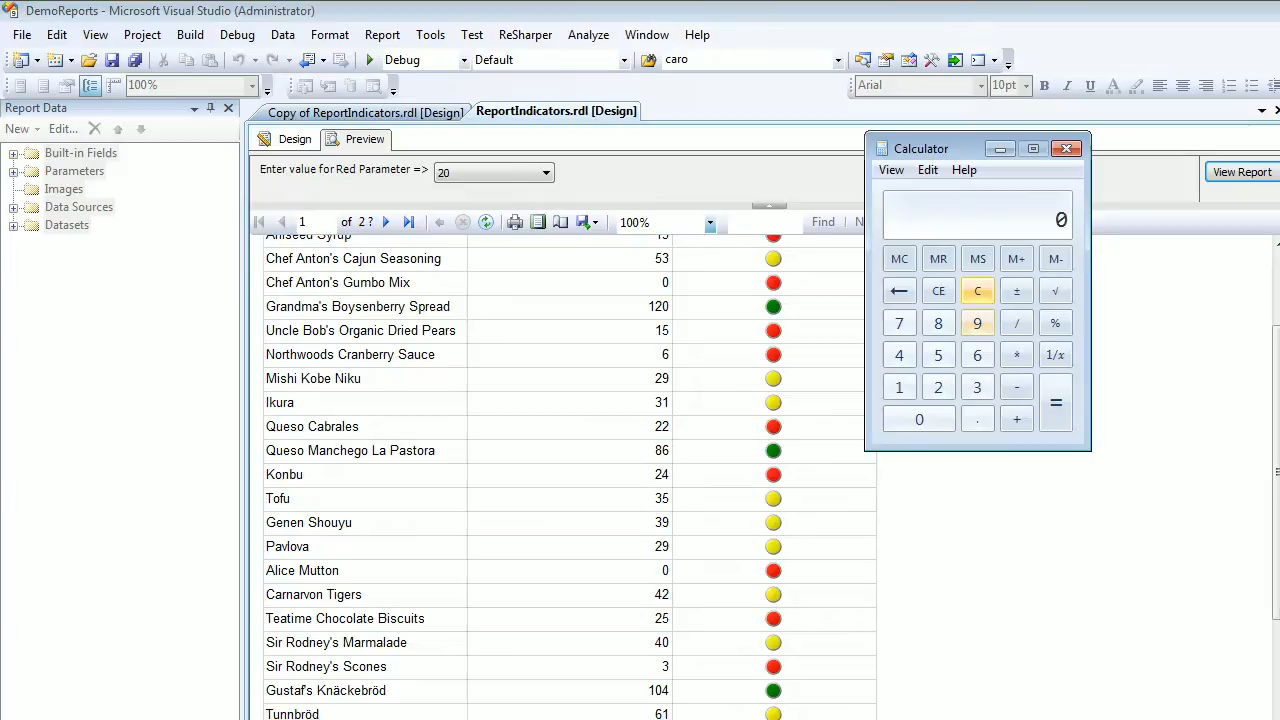 DemoReports - Microsoft Visual Studio (Administrator)
File Edit View Project Build Debug Data Format Report Tools Test ReSharper Analyze Window Help
Debug Default caro
100% Arial 10pt B I U A
Report Data
Copy of ReportIndicators.rdl [Design] ReportIndicators.rdl [Design]
New Edit...
Design Preview
Built-in Fields
Parameters
Images
Data Sources
Datasets
Enter value for Red Parameter => 20
View Report
1 of 2 ? 100% Find N
Aniseed Syrup 13
Chef Anton's Cajun Seasoning 53
Chef Anton's Gumbo Mix 0
Grandma's Boysenberry Spread 120
Uncle Bob's Organic Dried Pears 15
Northwoods Cranberry Sauce 6
Mishi Kobe Niku 29
Ikura 31
Queso Cabrales 22
Queso Manchego La Pastora 86
Konbu 24
Tofu 35
Genen Shouyu 39
Pavlova 29
Alice Mutton 0
Carnarvon Tigers 42
Teatime Chocolate Biscuits 25
Sir Rodney's Marmalade 40
Sir Rodney's Scones 3
Gustaf's Knäckebröd 104
Tunnbröd 61
Calculator
View Edit Help
0
MC MR MS M+ M-
← CE C ± √
7 8 9 / %
4 5 6 * 1/x
1 2 3 - =
0 . +